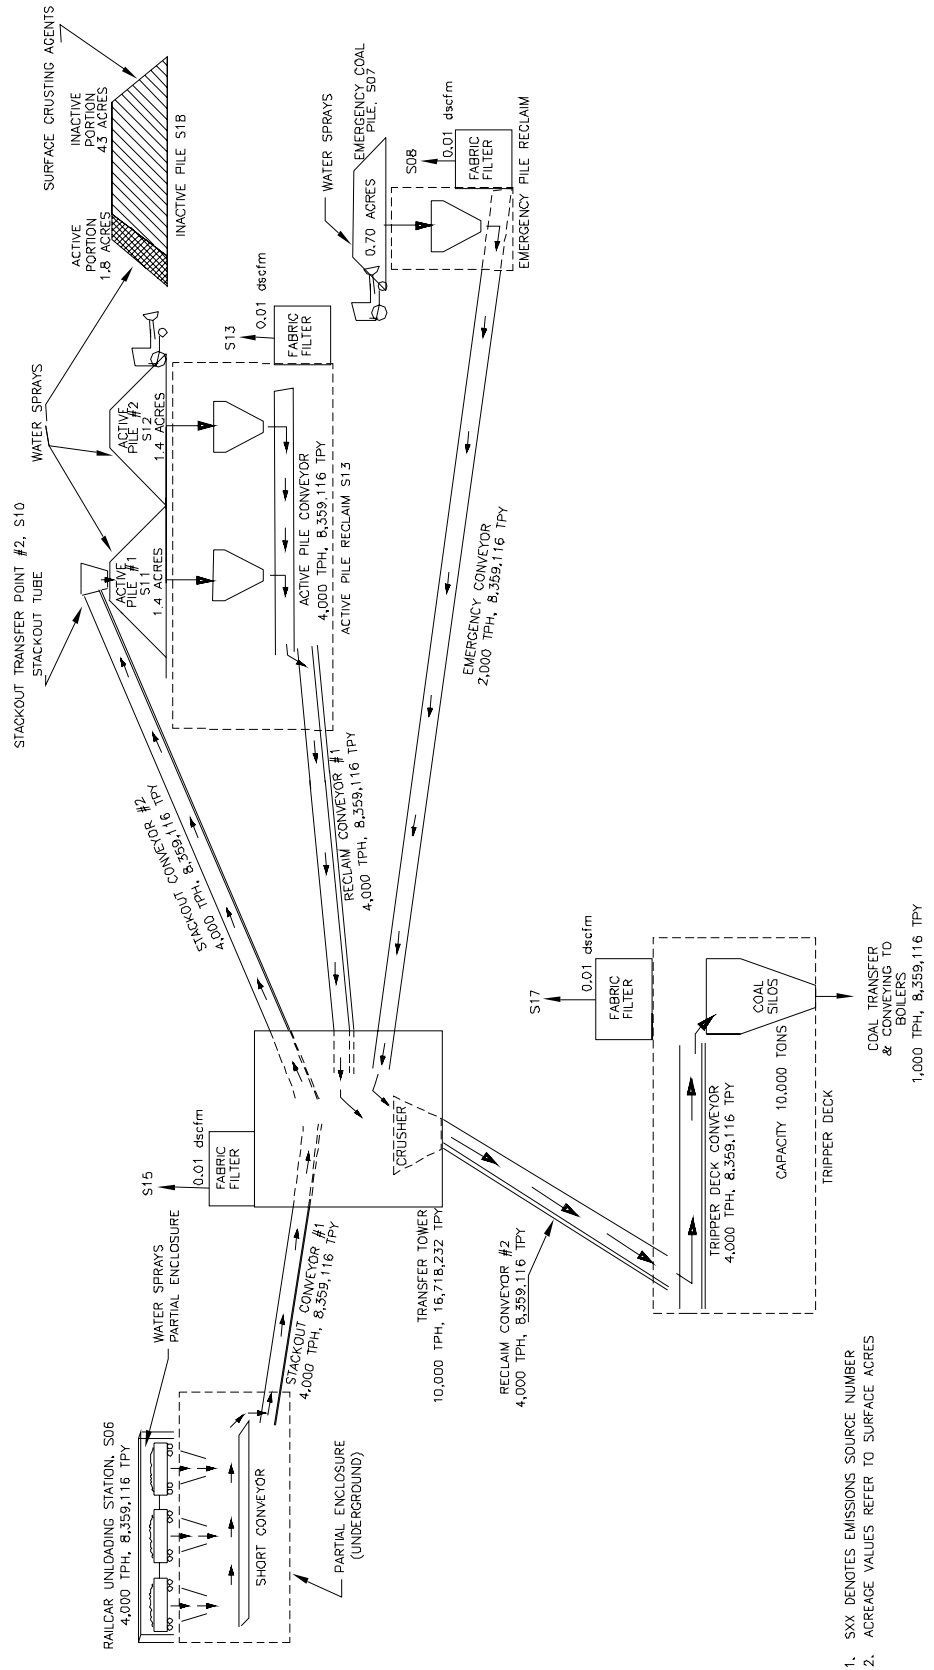 RAILCAR UNLOADING STATION, S06
4,000 TPH, 8,359,116 TPY
WATER SPRAYS
PARTIAL ENCLOSURE
SHORT CONVEYOR
PARTIAL ENCLOSURE
(UNDERGROUND)
STACKOUT CONVEYOR #1
4,000 TPH, 8,359,116 TPY
S15
0.01 dscfm
FABRIC
FILTER
CRUSHER
TRANSFER TOWER
10,000 TPH, 16,718,232 TPY
STACKOUT CONVEYOR #2
4,000 TPH, 8,359,116 TPY
STACKOUT TRANSFER POINT #2, S10
STACKOUT TUBE
WATER SPRAYS
ACTIVE
PILE #1
S11
1.4 ACRES
ACTIVE
PILE #2
S12
1.4 ACRES
SURFACE CRUSTING AGENTS
ACTIVE
PORTION
1.8 ACRES
INACTIVE
PORTION
4.3 ACRES
INACTIVE PILE S18
S13
0.01 dscfm
FABRIC
FILTER
ACTIVE PILE CONVEYOR
4,000 TPH, 8,359,116 TPY
ACTIVE PILE RECLAIM S13
RECLAIM CONVEYOR #1
4,000 TPH, 8,359,116 TPY
WATER SPRAYS
EMERGENCY COAL
PILE, S07
0.70 ACRES
S08
0.01 dscfm
FABRIC
FILTER
EMERGENCY PILE RECLAIM
EMERGENCY CONVEYOR
2,000 TPH, 8,359,116 TPY
RECLAIM CONVEYOR #2
4,000 TPH, 8,359,116 TPY
S17
0.01 dscfm
FABRIC
FILTER
TRIPPER DECK CONVEYOR
4,000 TPH, 8,359,116 TPY
COAL
SILOS
CAPACITY 10,000 TONS
TRIPPER DECK
COAL TRANSFER
& CONVEYING TO
BOILERS
1,000 TPH, 8,359,116 TPY
1. SXX DENOTES EMISSIONS SOURCE NUMBER
2. ACREAGE VALUES REFER TO SURFACE ACRES